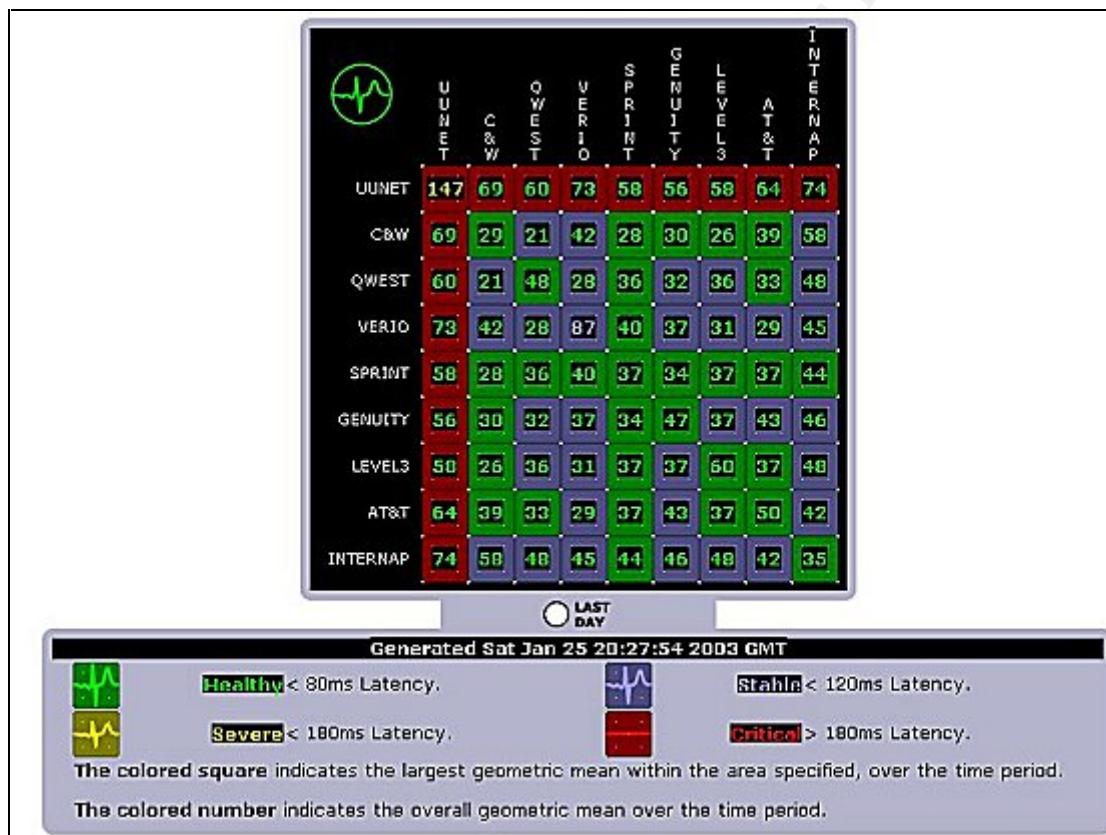 UUNET C&W QWEST VERIO SPRINT GENUITY LEVEL3 AT&T INTERNAP
UUNET 147 69 60 73 58 56 58 64 74
C&W 69 29 21 42 28 30 26 39 58
QWEST 60 21 48 28 36 32 36 33 48
VERIO 73 42 28 87 40 37 31 29 45
SPRINT 58 28 36 40 37 34 37 37 44
GENUITY 56 30 32 37 34 47 37 43 46
LEVEL3 58 26 36 31 37 37 60 37 48
AT&T 64 39 33 29 37 43 37 50 42
INTERNAP 74 58 48 45 44 46 48 42 35
LAST
DAY
Generated Sat Jan 25 20:27:54 2003 GMT
Healthy < 80ms Latency. Stable < 120ms Latency.
Severe < 180ms Latency. Critical > 180ms Latency.
The colored square indicates the largest geometric mean within the area specified, over the time period.
The colored number indicates the overall geometric mean over the time period.